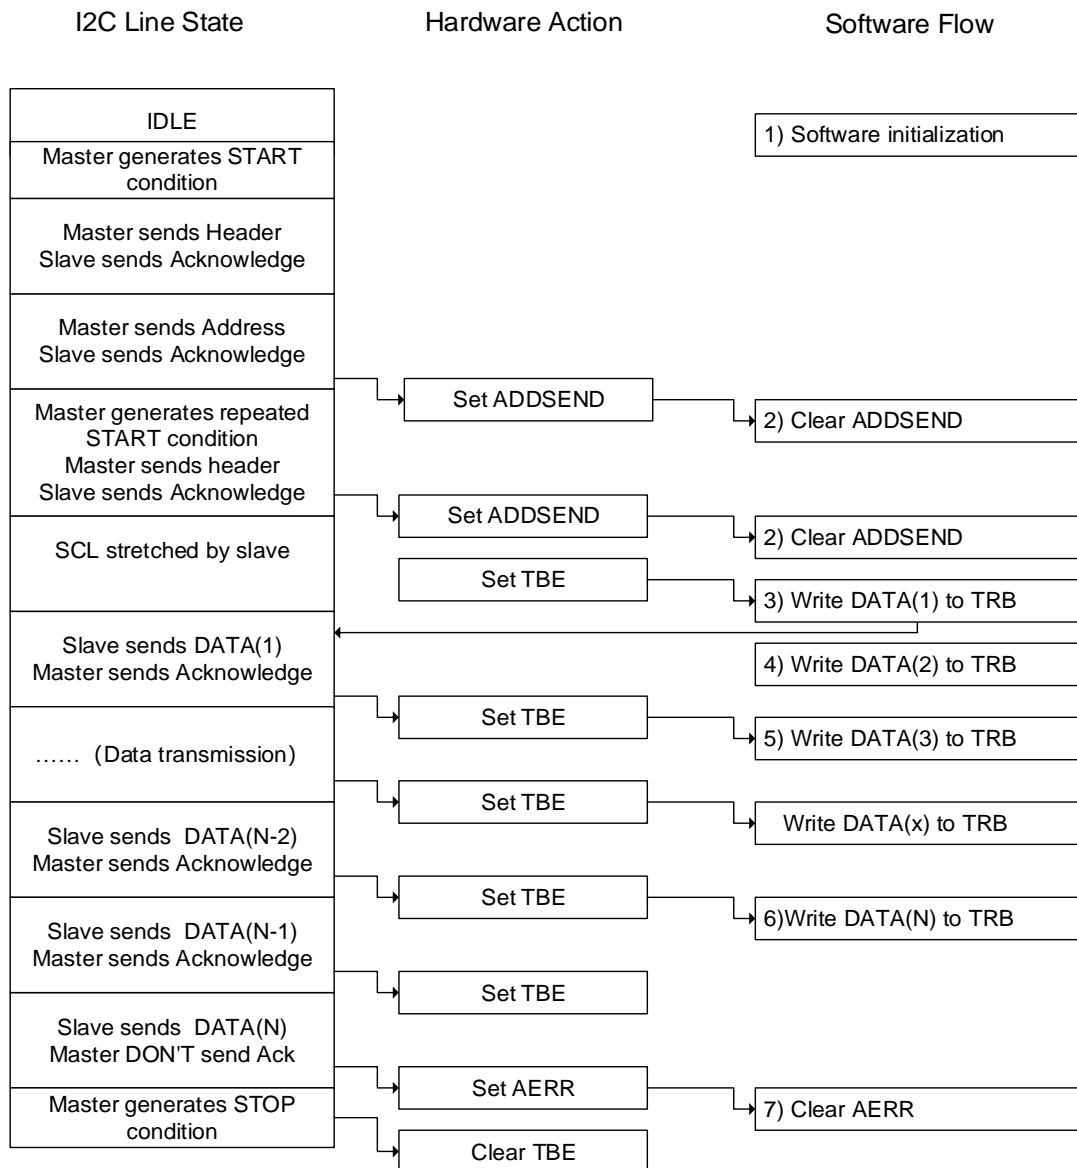 I2C Line State
Hardware Action
Software Flow
IDLE
1) Software initialization
Master generates START
condition
Master sends Header
Slave sends Acknowledge
Master sends Address
Slave sends Acknowledge
Set ADDSEND
2) Clear ADDSEND
Master generates repeated
START condition
Master sends header
Slave sends Acknowledge
Set ADDSEND
2) Clear ADDSEND
SCL stretched by slave
Set TBE
3) Write DATA(1) to TRB
Slave sends DATA(1)
Master sends Acknowledge
4) Write DATA(2) to TRB
Set TBE
5) Write DATA(3) to TRB
…… (Data transmission)
Set TBE
Write DATA(x) to TRB
Slave sends  DATA(N-2)
Master sends Acknowledge
Set TBE
6)Write DATA(N) to TRB
Slave sends  DATA(N-1)
Master sends Acknowledge
Set TBE
Slave sends  DATA(N)
Master DON'T send Ack
Set AERR
7) Clear AERR
Master generates STOP
condition
Clear TBE